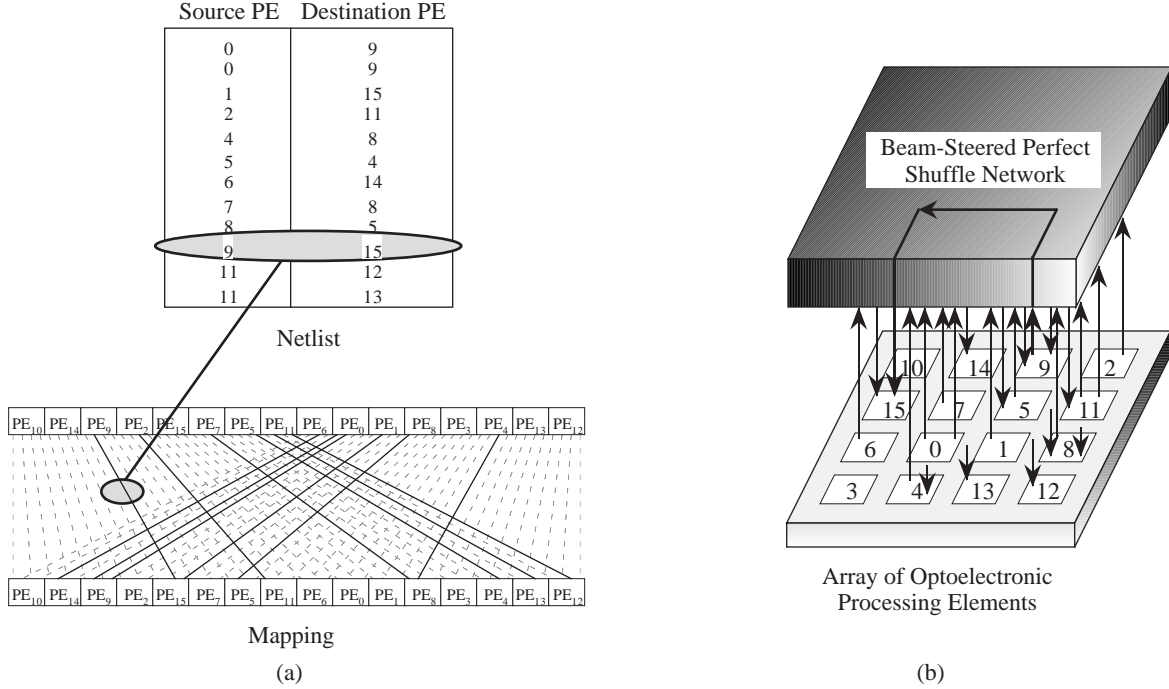 Source PE Destination PE
0 9
0 9
1 15
2 11
4 8
5 4
6 14
7 8
8 5
9 15
11 12
11 13
Netlist
PE10 PE14 PE9 PE2 PE15 PE7 PE5 PE11 PE6 PE0 PE1 PE8 PE3 PE4 PE13 PE12
PE10 PE14 PE9 PE2 PE15 PE7 PE5 PE11 PE6 PE0 PE1 PE8 PE3 PE4 PE13 PE12
Mapping
(a)
Beam-Steered Perfect
Shuffle Network
10 14 9 2
15 7 5 11
6 0 1 8
3 4 13 12
Array of Optoelectronic
Processing Elements
(b)